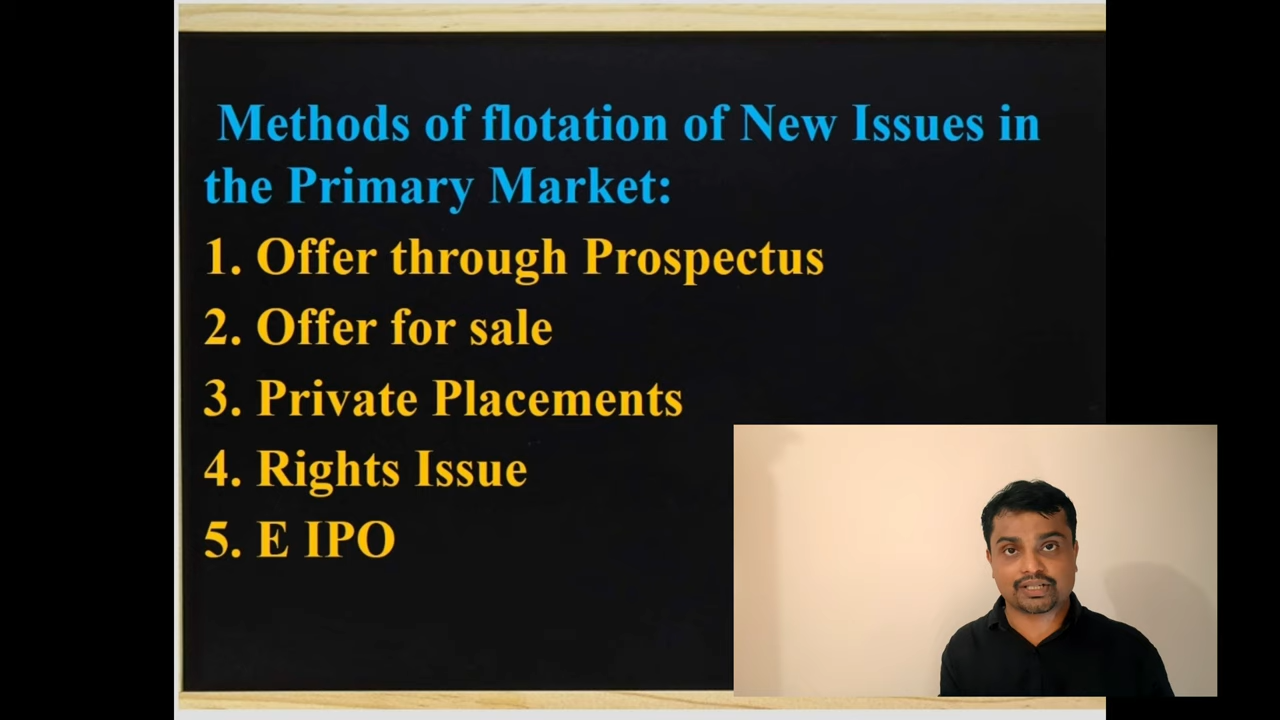 Methods of flotation of New Issues in
the Primary Market:
1. Offer through Prospectus
2. Offer for sale
3. Private Placements
4. Rights Issue
5. E IPO